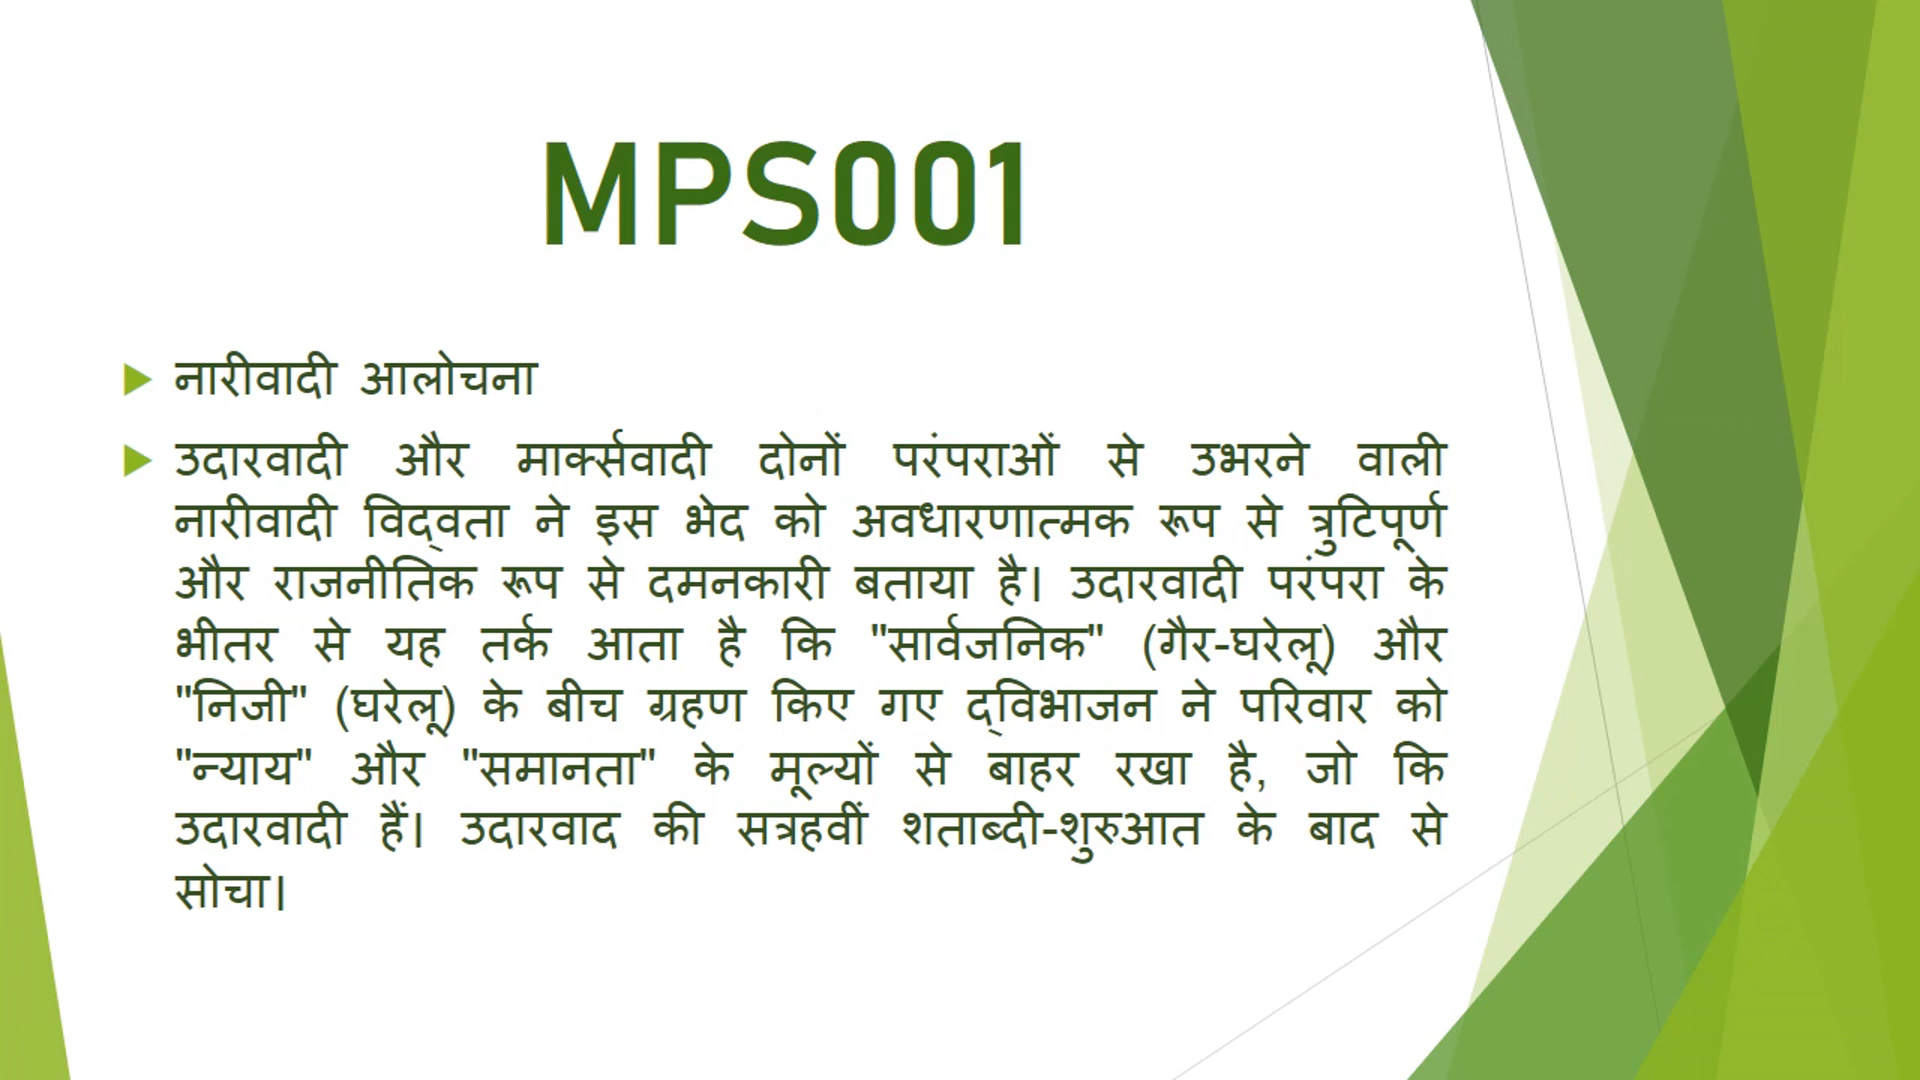 MPS001
नारीवादी आलोचना
उदारवादी और मार्क्सवादी दोनों परंपराओं से उभरने वाली
नारीवादी विद्वता ने इस भेद को अवधारणात्मक रूप से त्रुटिपूर्ण
और राजनीतिक रूप से दमनकारी बताया है। उदारवादी परंपरा के
भीतर से यह तर्क आता है कि "सार्वजनिक" (गैर-घरेलू) और
"निजी" (घरेलू) के बीच ग्रहण किए गए द्विभाजन ने परिवार को
"न्याय" और "समानता" के मूल्यों से बाहर रखा है, जो कि
उदारवादी हैं। उदारवाद की सत्रहवीं शताब्दी-शुरुआत के बाद से
सोचा।